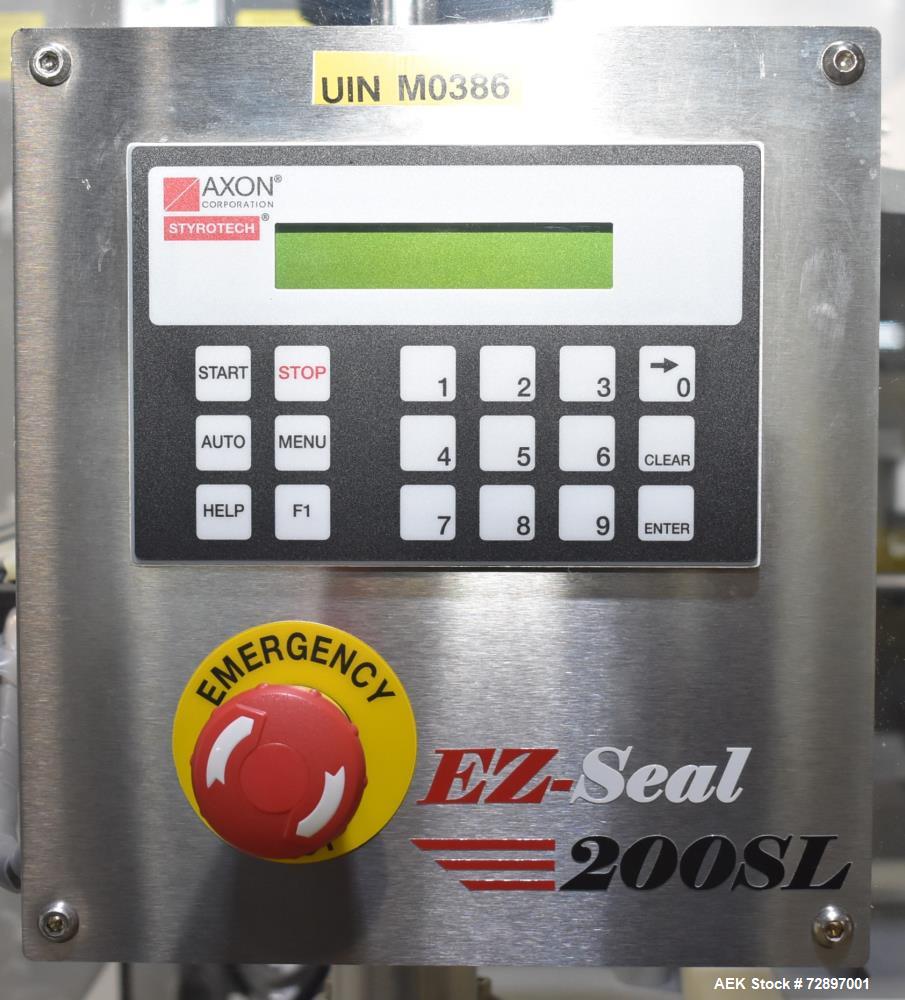 UIN M0386
AXON®
CORPORATION
STYROTECH®
START STOP 1 2 3 → 0
AUTO MENU 4 5 6 CLEAR
HELP F1 7 8 9 ENTER
EMERGENCY
EZ-Seal
200SL
AEK Stock # 72897001